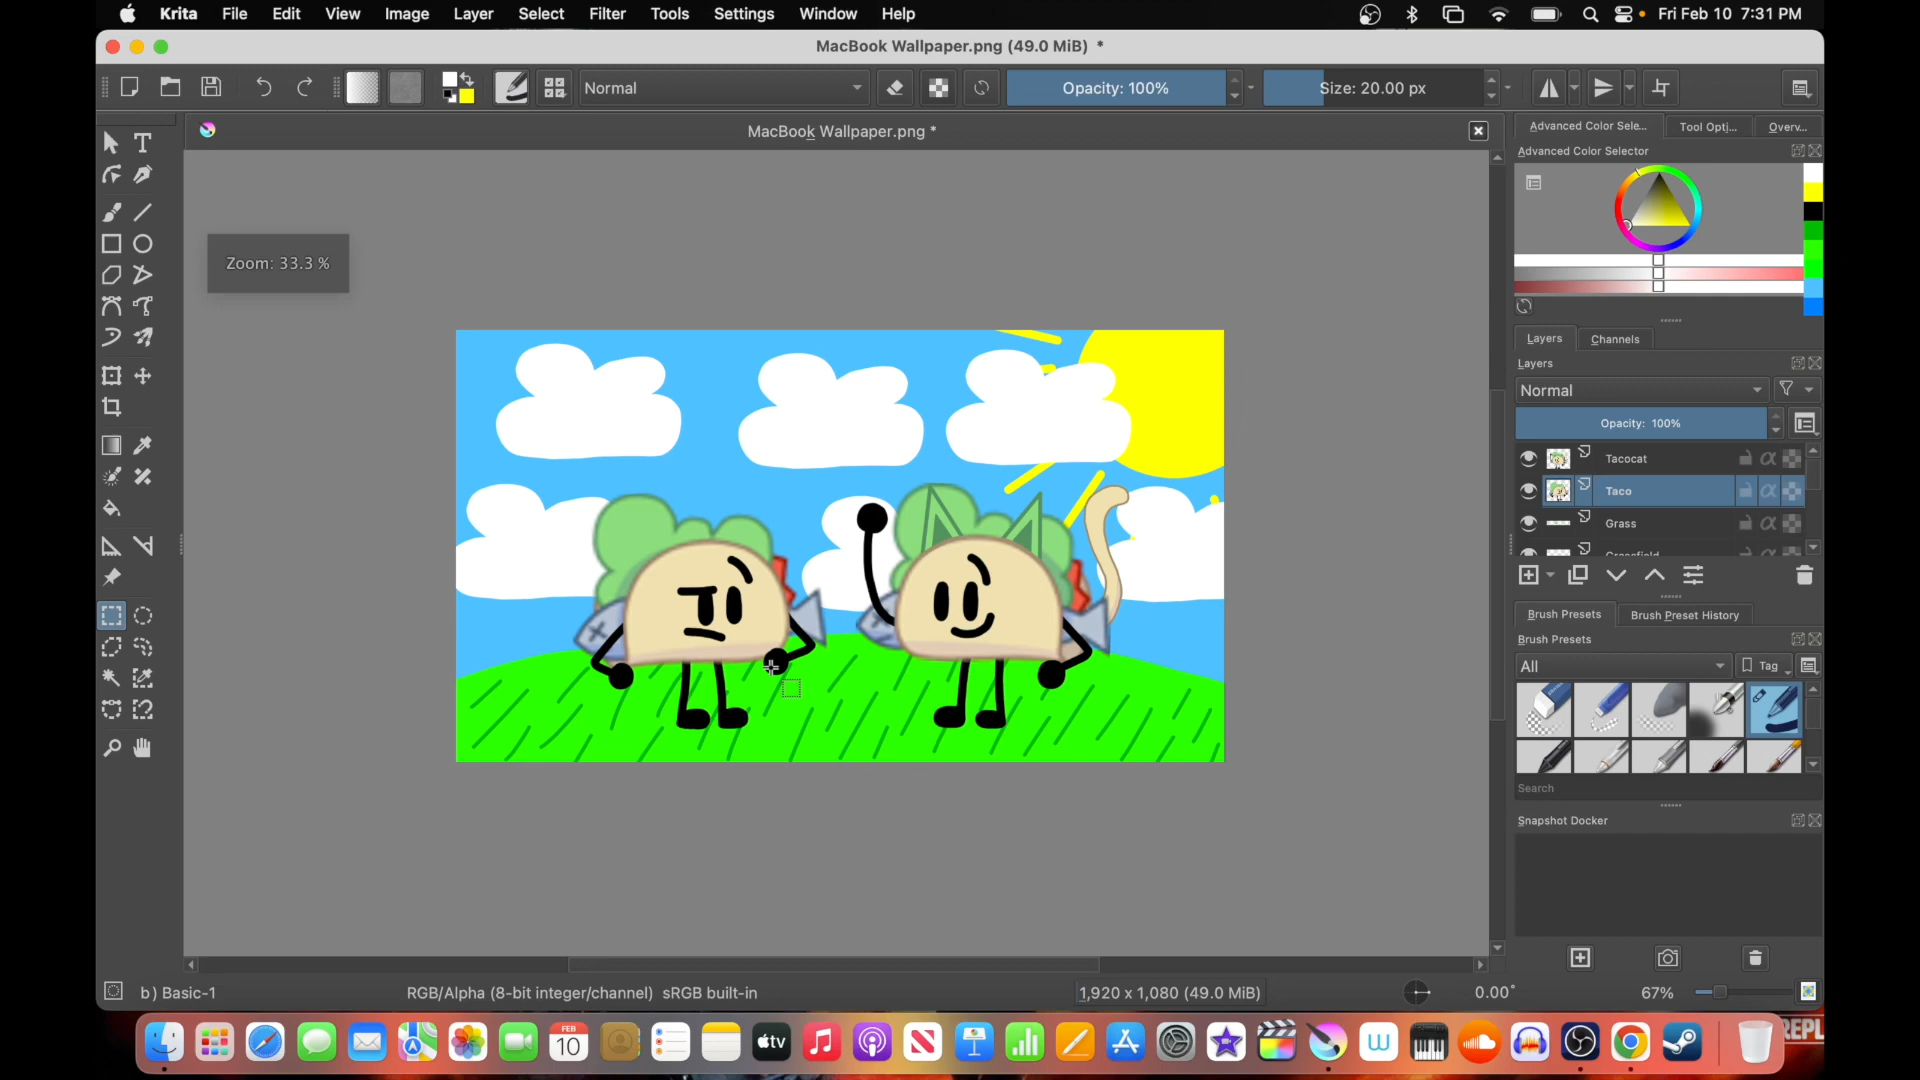 Krita File Edit View Image Layer Select Filter Tools Settings Window Help Fri Feb 10 7:31 PM
MacBook Wallpaper.png (49.0 MiB) *
Normal Opacity: 100% Size: 20.00 px
MacBook Wallpaper.png *
Advanced Color Sele... Tool Opti... Overv...
Advanced Color Selector
Zoom: 33.3 %
Layers Channels
Layers
Normal
Opacity: 100%
Tacocat
Taco
Grass
Brush Presets Brush Preset History
Brush Presets
All Tag
Search
Snapshot Docker
b) Basic-1 RGB/Alpha (8-bit integer/channel) sRGB built-in 1,920 x 1,080 (49.0 MiB) 0.00° 67%
FEB
10
tv
W
REPL